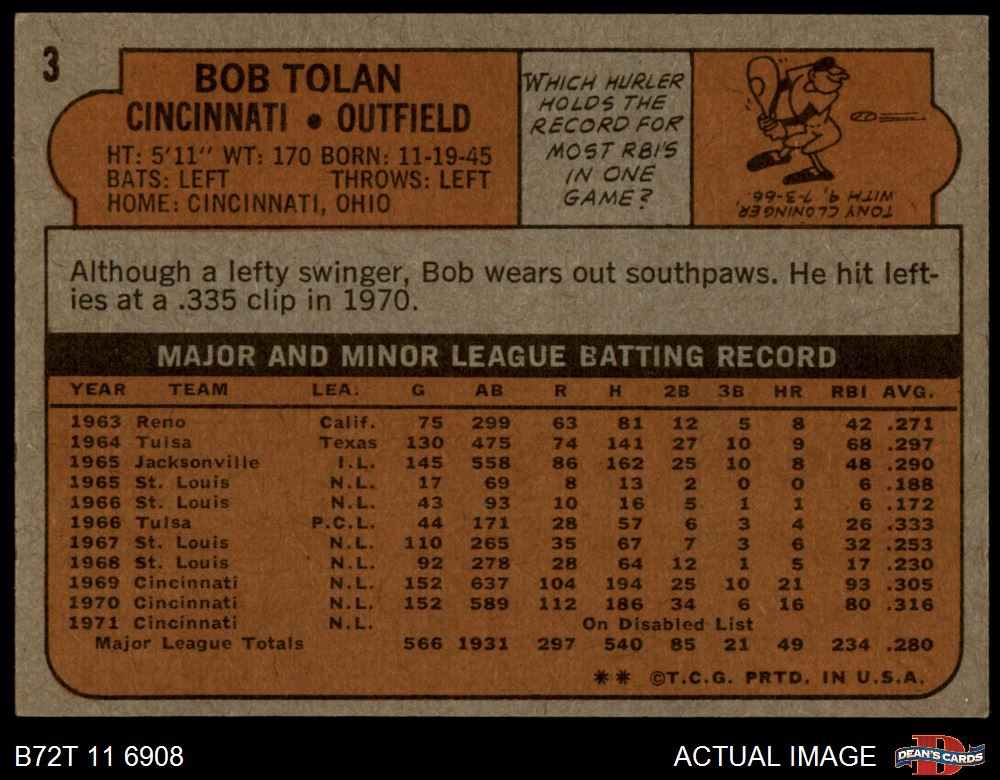 3
BOB TOLAN
CINCINNATI • OUTFIELD
HT: 5'11" WT: 170 BORN: 11-19-45
BATS: LEFT THROWS: LEFT
HOME: CINCINNATI, OHIO
WHICH HURLER
HOLDS THE
RECORD FOR
MOST RBI'S
IN ONE
GAME?
TONY CLONINGER,
WITH 9, 7-3-66.
Although a lefty swinger, Bob wears out southpaws. He hit left-
ies at a .335 clip in 1970.
MAJOR AND MINOR LEAGUE BATTING RECORD
YEAR TEAM LEA. G AB R H 2B 3B HR RBI AVG.
1963 Reno Calif. 75 299 63 81 12 5 8 42 .271
1964 Tulsa Texas 130 475 74 141 27 10 9 68 .297
1965 Jacksonville I.L. 145 558 86 162 25 10 8 48 .290
1965 St. Louis N.L. 17 69 8 13 2 0 0 6 .188
1966 St. Louis N.L. 43 93 10 16 5 1 1 6 .172
1966 Tulsa P.C.L. 44 171 28 57 6 3 4 26 .333
1967 St. Louis N.L. 110 265 35 67 7 3 6 32 .253
1968 St. Louis N.L. 92 278 28 64 12 1 5 17 .230
1969 Cincinnati N.L. 152 637 104 194 25 10 21 93 .305
1970 Cincinnati N.L. 152 589 112 186 34 6 16 80 .316
1971 Cincinnati N.L. On Disabled List
Major League Totals 566 1931 297 540 85 21 49 234 .280
** ©T.C.G. PRTD. IN U.S.A.
B72T 11 6908
ACTUAL IMAGE
DEAN'S CARDS